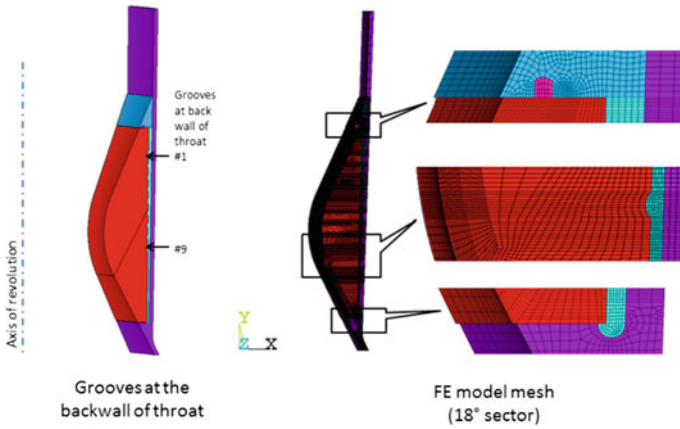 Axis of revolution
Grooves
at back
wall of
throat
#1
#9
Y
Z
X
Grooves at the
backwall of throat
FE model mesh
(18° sector)